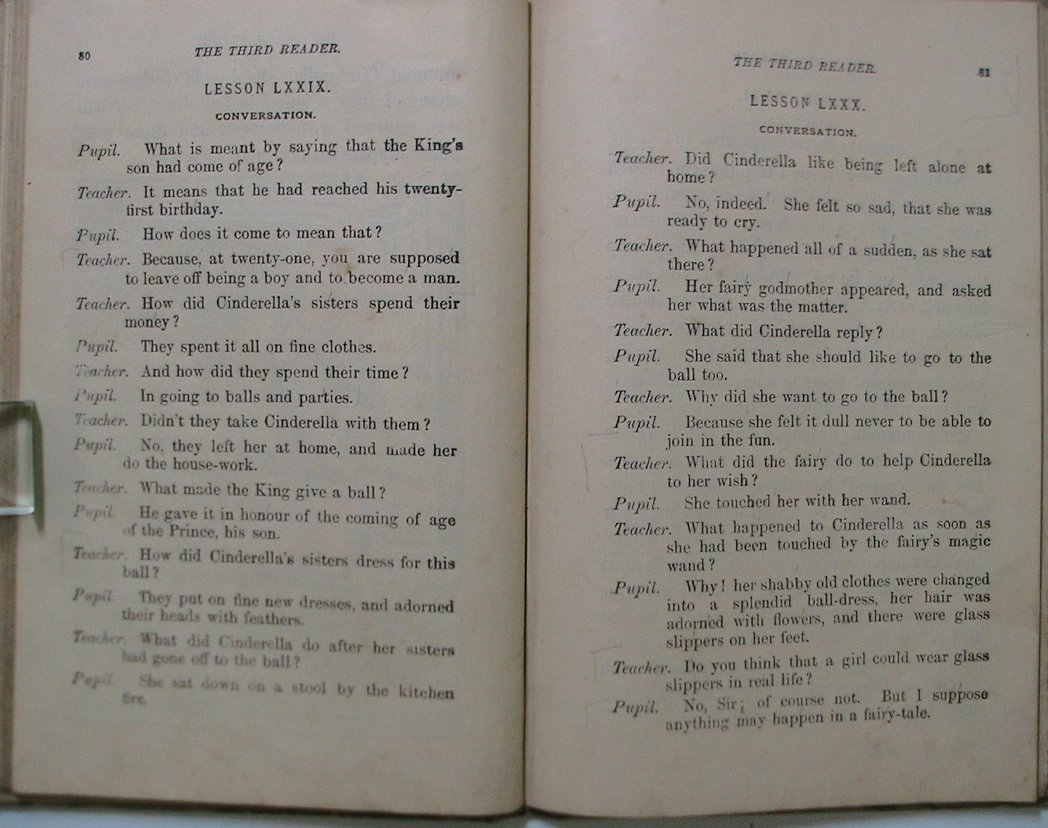 80
THE THIRD READER.
LESSON LXXIX.
CONVERSATION.
Pupil. What is meant by saying that the King's
son had come of age?
Teacher. It means that he had reached his twenty-
first birthday.
Pupil. How does it come to mean that?
Teacher. Because, at twenty-one, you are supposed
to leave off being a boy and to become a man.
Teacher. How did Cinderella's sisters spend their
money?
Pupil. They spent it all on fine clothes.
Teacher. And how did they spend their time?
Pupil. In going to balls and parties.
Teacher. Didn't they take Cinderella with them?
Pupil. No, they left her at home, and made her
do the house-work.
Teacher. What made the King give a ball?
Pupil. He gave it in honour of the coming of age
of the Prince, his son.
Teacher. How did Cinderella's sisters dress for this
ball?
Pupil. They put on fine new dresses, and adorned
their heads with feathers.
Teacher. What did Cinderella do after her sisters
had gone off to the ball?
Pupil. She sat down on a stool by the kitchen
fire.
THE THIRD READER.
81
LESSON LXXX.
CONVERSATION.
Teacher. Did Cinderella like being left alone at
home?
Pupil. No, indeed. She felt so sad, that she was
ready to cry.
Teacher. What happened all of a sudden, as she sat
there?
Pupil. Her fairy godmother appeared, and asked
her what was the matter.
Teacher. What did Cinderella reply?
Pupil. She said that she should like to go to the
ball too.
Teacher. Why did she want to go to the ball?
Pupil. Because she felt it dull never to be able to
join in the fun.
Teacher. What did the fairy do to help Cinderella
to her wish?
Pupil. She touched her with her wand.
Teacher. What happened to Cinderella as soon as
she had been touched by the fairy's magic
wand?
Pupil. Why! her shabby old clothes were changed
into a splendid ball-dress, her hair was
adorned with flowers, and there were glass
slippers on her feet.
Teacher. Do you think that a girl could wear glass
slippers in real life?
Pupil. No, Sir; of course not. But I suppose
anything may happen in a fairy-tale.